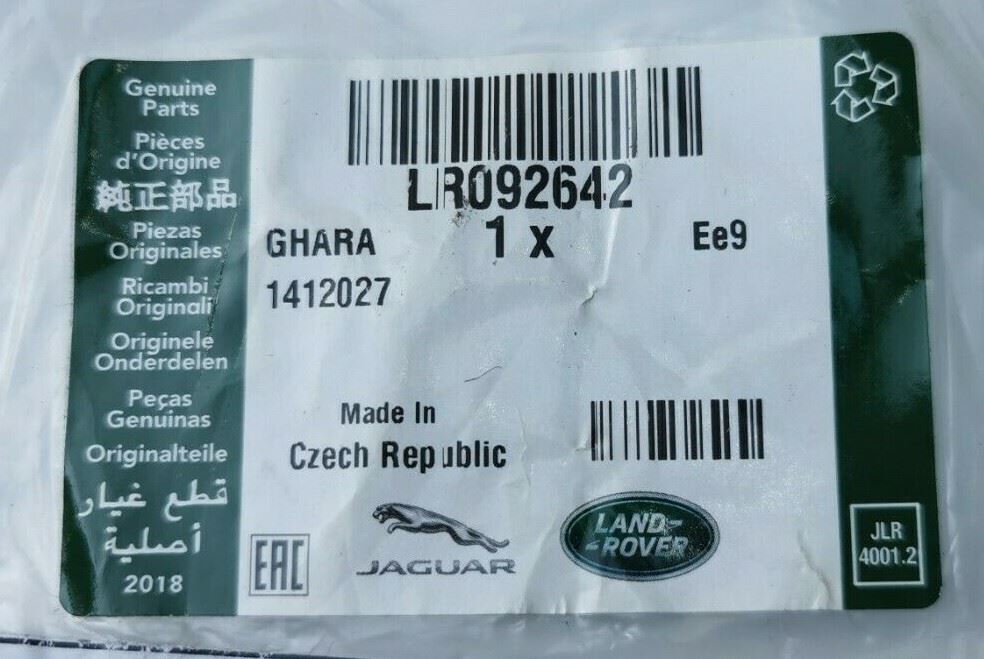 Genuine
Parts
Pièces
d'Origine
純正部品
Piezas
Originales
Ricambi
Originali
Originele
Onderdelen
Peças
Genuinas
Originalteile
قطع غيار
أصلية
2018
LR092642
GHARA 1 x Ee9
1412027
Made In
Czech Republic
EAC
JAGUAR
LAND-
-ROVER
JLR
4001.2